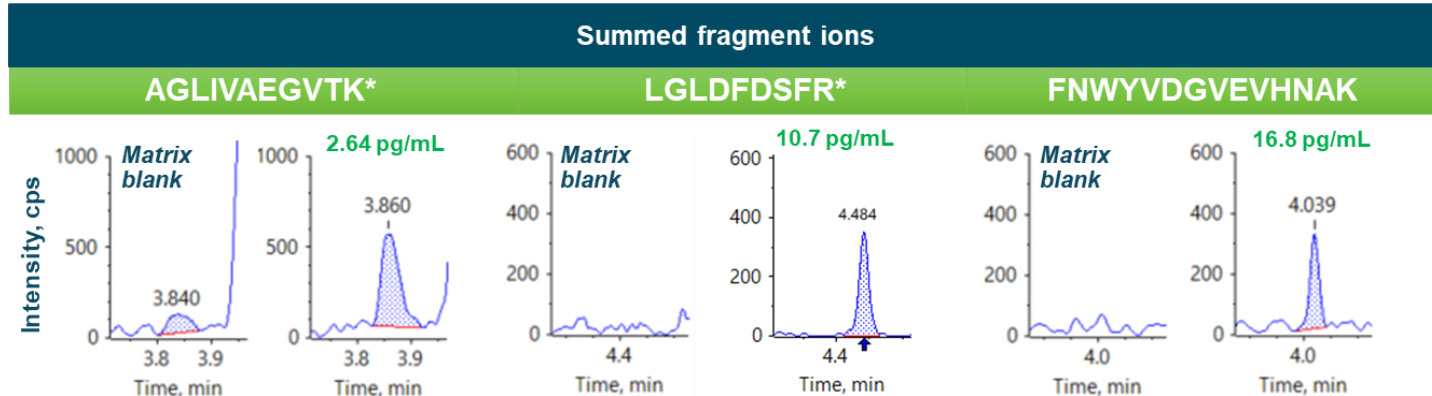 Summed fragment ions
AGLIVAEGVTK*
LGLDFDSFR*
FNWYVDGVEVHNAK
Intensity, cps
1000
500
0
Matrix
blank
3.840
3.8 3.9
Time, min
2.64 pg/mL
1000
500
0
3.860
3.8 3.9
Time, min
600
400
200
0
Matrix
blank
4.4
Time, min
10.7 pg/mL
600
400
200
0
4.484
4.4
Time, min
600
400
200
0
Matrix
blank
4.0
Time, min
16.8 pg/mL
600
400
200
0
4.039
4.0
Time, min